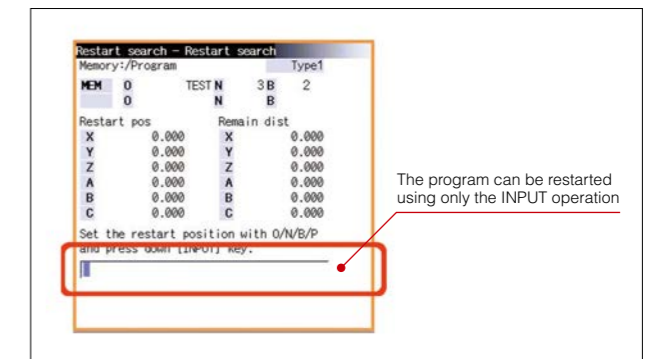 Restart search - Restart search
Memory:/Program Type1
MEM O TEST N 3 B 2
O N B
Restart pos Remain dist
X 0.000 X 0.000
Y 0.000 Y 0.000
Z 0.000 Z 0.000
A 0.000 A 0.000
B 0.000 B 0.000
C 0.000 C 0.000
Set the restart position with O/N/B/P
and press down [INPUT] key.
The program can be restarted
using only the INPUT operation